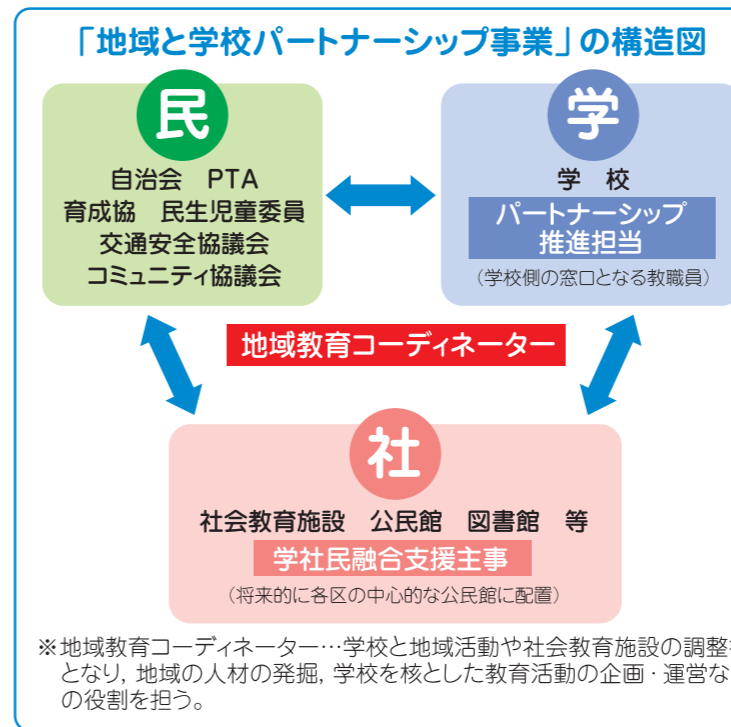 「地域と学校パートナーシップ事業」の構造図
民
自治会　PTA
育成協　民生児童委員
交通安全協議会
コミュニティ協議会
学
学　校
パートナーシップ
推進担当
（学校側の窓口となる教職員）
地域教育コーディネーター
社
社会教育施設　公民館　図書館　等
学社民融合支援主事
（将来的に各区の中心的な公民館に配置）
※地域教育コーディネーター…学校と地域活動や社会教育施設の調整
となり，地域の人材の発掘，学校を核とした教育活動の企画・運営な
の役割を担う。